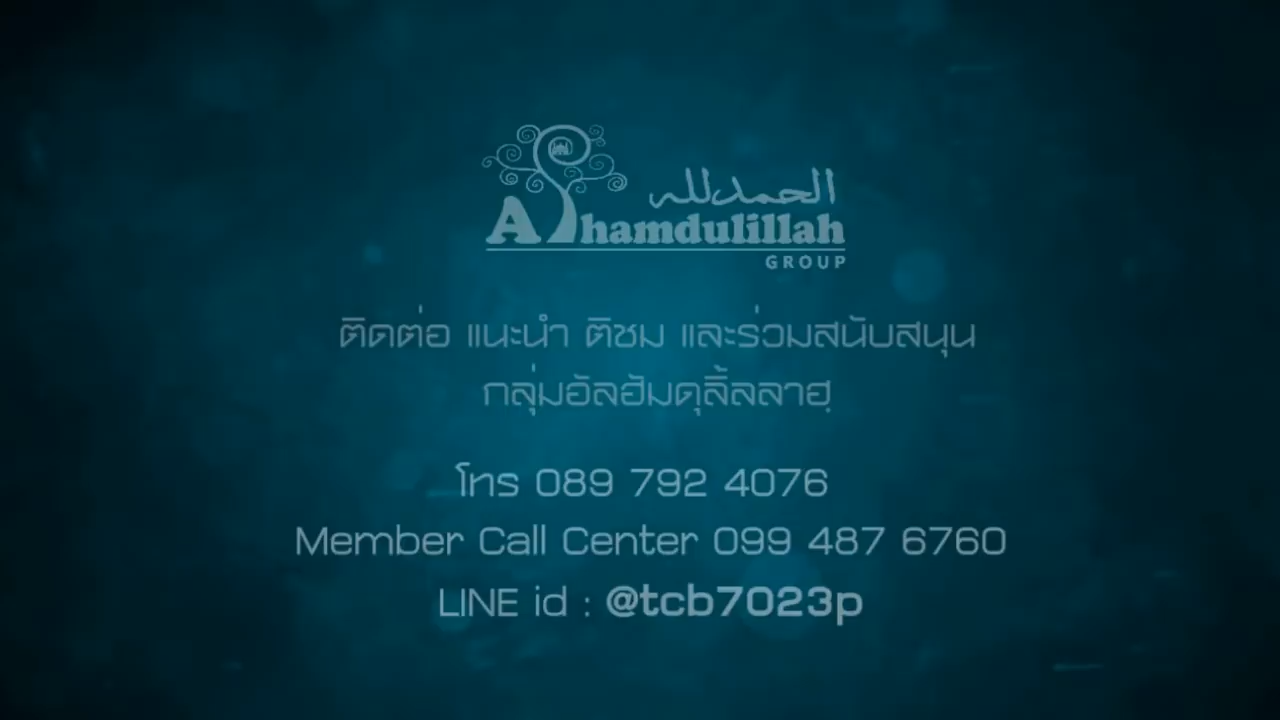 الحمدلله
Alhamdulillah
GROUP
ติดต่อ แนะนำ ติชม และร่วมสนับสนุน
กลุ่มอัลฮัมดุลิ้ลลาฮฺ
โทร 089 792 4076
Member Call Center 099 487 6760
LINE id : @tcb7023p